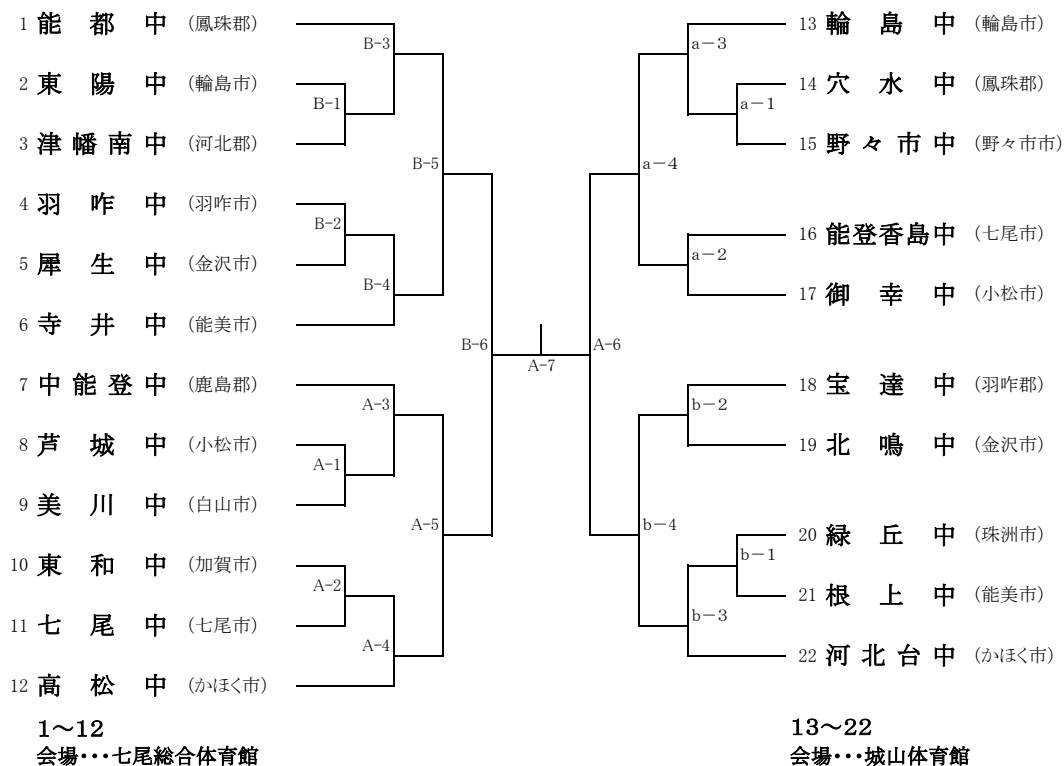 1 能都中 (鳳珠郡)
B-3
2 東陽中 (輪島市)
B-1
3 津幡南中 (河北郡)
B-5
4 羽咋中 (羽咋市)
B-2
5 犀生中 (金沢市)
B-4
6 寺井中 (能美市)
B-6
7 中能登中 (鹿島郡)
A-3
8 芦城中 (小松市)
A-1
9 美川中 (白山市)
A-5
10 東和中 (加賀市)
A-2
11 七尾中 (七尾市)
A-4
12 高松中 (かほく市)
1～12
会場・・・七尾総合体育館
A-7
A-6
13 輪島中 (輪島市)
a－3
14 穴水中 (鳳珠郡)
a－1
15 野々市中 (野々市市)
a－4
16 能登香島中 (七尾市)
a－2
17 御幸中 (小松市)
18 宝達中 (羽咋郡)
b－2
19 北鳴中 (金沢市)
b－4
20 緑丘中 (珠洲市)
b－1
21 根上中 (能美市)
b－3
22 河北台中 (かほく市)
13～22
会場・・・城山体育館